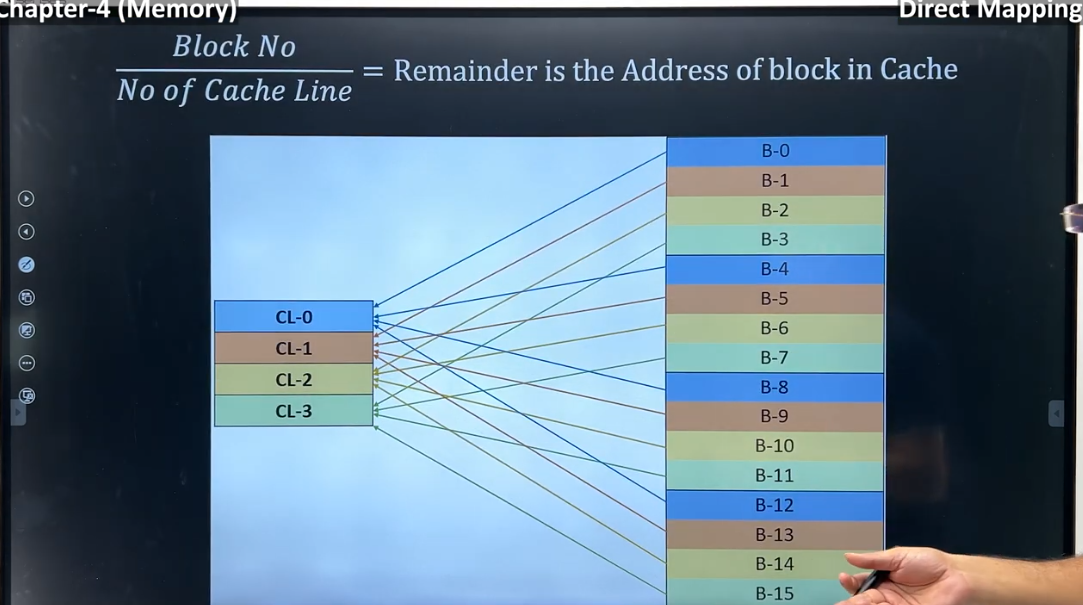 Chapter-4 (Memory)
Direct Mapping
Block No
No of Cache Line
= Remainder is the Address of block in Cache
B-0
B-1
B-2
B-3
B-4
B-5
B-6
B-7
B-8
B-9
B-10
B-11
B-12
B-13
B-14
B-15
CL-0
CL-1
CL-2
CL-3